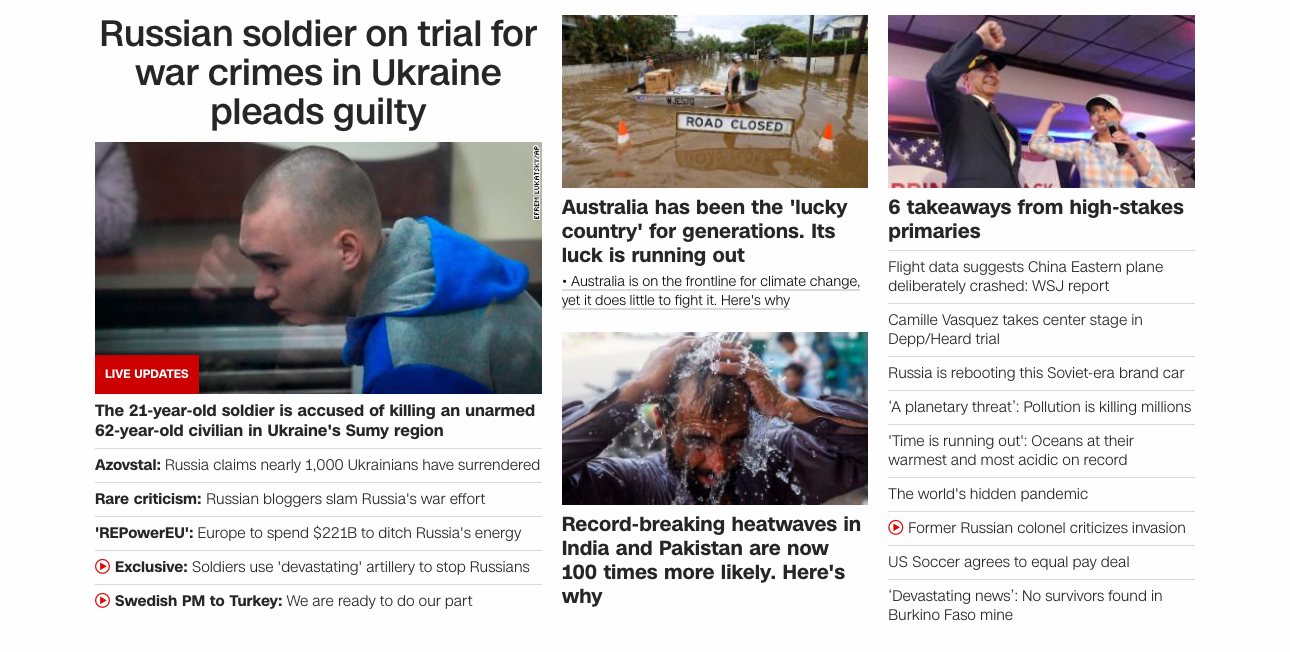 Russian soldier on trial for
war crimes in Ukraine
pleads guilty
EFREM LUKATSKY/AP
LIVE UPDATES
The 21-year-old soldier is accused of killing an unarmed
62-year-old civilian in Ukraine's Sumy region
Azovstal: Russia claims nearly 1,000 Ukrainians have surrendered
Rare criticism: Russian bloggers slam Russia's war effort
'REPowerEU': Europe to spend $221B to ditch Russia's energy
Exclusive: Soldiers use 'devastating' artillery to stop Russians
Swedish PM to Turkey: We are ready to do our part
ROAD CLOSED
Australia has been the 'lucky
country' for generations. Its
luck is running out
• Australia is on the frontline for climate change,
yet it does little to fight it. Here's why
Record-breaking heatwaves in
India and Pakistan are now
100 times more likely. Here's
why
6 takeaways from high-stakes
primaries
Flight data suggests China Eastern plane
deliberately crashed: WSJ report
Camille Vasquez takes center stage in
Depp/Heard trial
Russia is rebooting this Soviet-era brand car
‘A planetary threat’: Pollution is killing millions
'Time is running out': Oceans at their
warmest and most acidic on record
The world's hidden pandemic
Former Russian colonel criticizes invasion
US Soccer agrees to equal pay deal
‘Devastating news’: No survivors found in
Burkino Faso mine